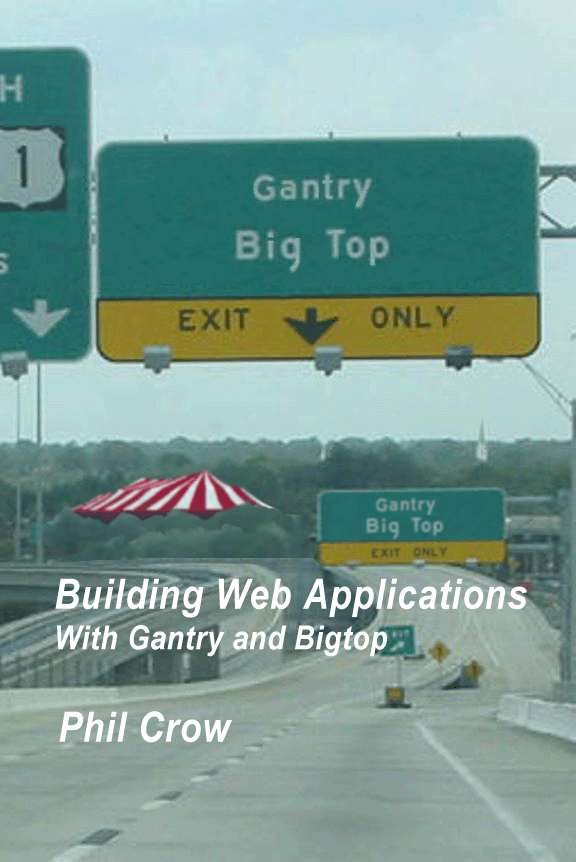 H
1
S
Gantry
Big Top
EXIT ONLY
Gantry
Big Top
EXIT ONLY
Building Web Applications
With Gantry and Bigtop
Phil Crow